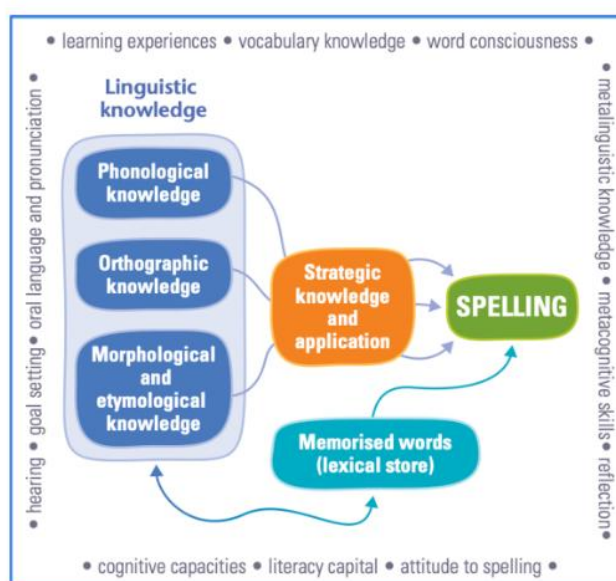 • learning experiences • vocabulary knowledge • word consciousness •
Linguistic
knowledge
Phonological
knowledge
Orthographic
knowledge
Morphological
and
etymological
knowledge
Strategic
knowledge
and
application
SPELLING
Memorised words
(lexical store)
• hearing • goal setting • oral language and pronunciation •
• metalinguistic knowledge • metacognitive skills • reflection •
• cognitive capacities • literacy capital • attitude to spelling •